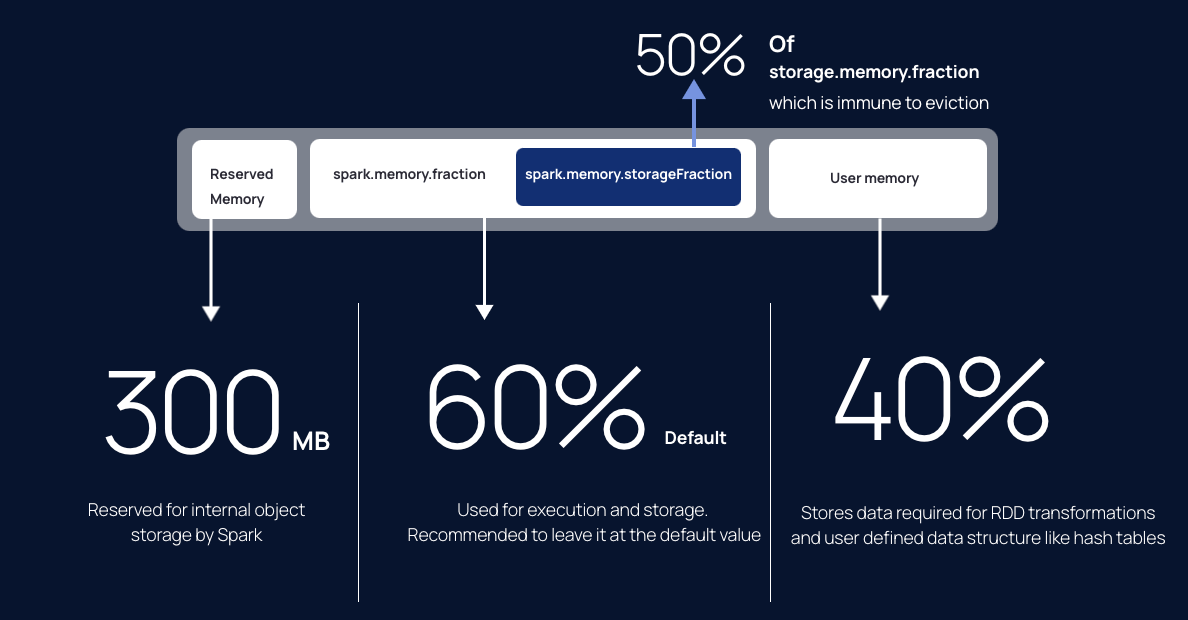 50%
Of
storage.memory.fraction
which is immune to eviction
Reserved
Memory
spark.memory.fraction
spark.memory.storageFraction
User memory
300 MB
Reserved for internal object
storage by Spark
60% Default
Used for execution and storage.
Recommended to leave it at the default value
40%
Stores data required for RDD transformations
and user defined data structure like hash tables